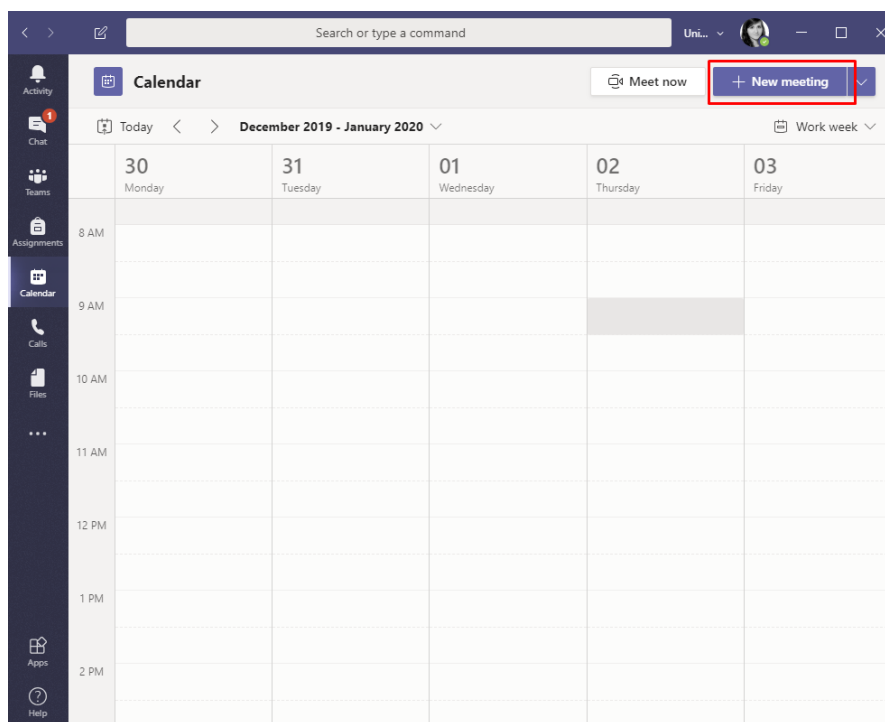 Search or type a command
Uni...
Activity
Calendar
Meet now
+ New meeting
1
Chat
Today
December 2019 - January 2020
Work week
Teams
30
Monday
31
Tuesday
01
Wednesday
02
Thursday
03
Friday
Assignments
8 AM
Calendar
9 AM
Calls
10 AM
Files
11 AM
12 PM
1 PM
Apps
2 PM
Help